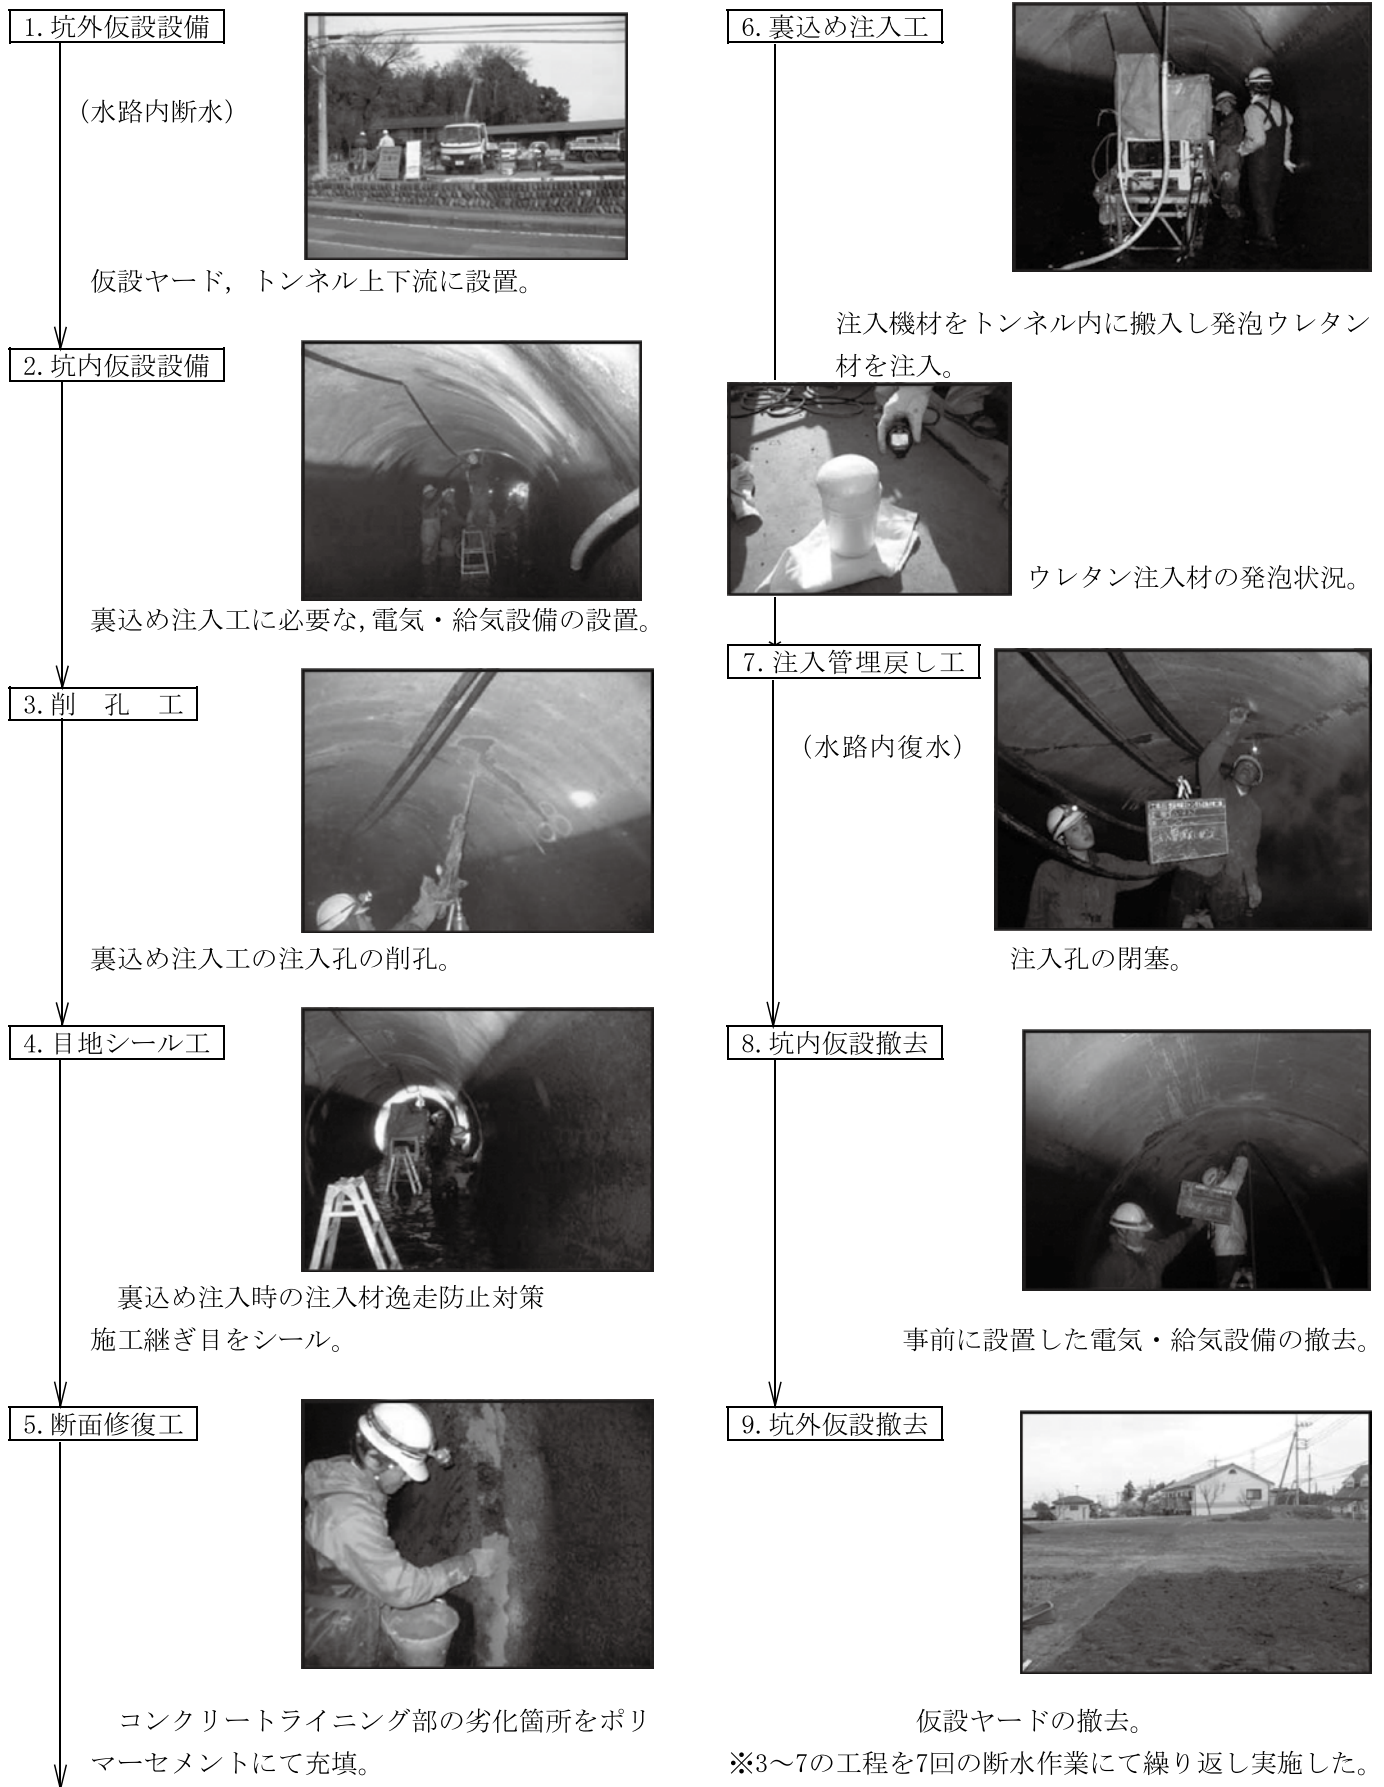 1.坑外仮設設備
（水路内断水）
仮設ヤード，トンネル上下流に設置。
2.坑内仮設設備
裏込め注入工に必要な,電気・給気設備の設置。
3.削　孔　工
裏込め注入工の注入孔の削孔。
4.目地シール工
裏込め注入時の注入材逸走防止対策
施工継ぎ目をシール。
5.断面修復工
コンクリートライニング部の劣化箇所をポリ
マーセメントにて充填。
6.裏込め注入工
注入機材をトンネル内に搬入し発泡ウレタン
材を注入。
ウレタン注入材の発泡状況。
7.注入管埋戻し工
（水路内復水）
注入孔の閉塞。
8.坑内仮設撤去
事前に設置した電気・給気設備の撤去。
9.坑外仮設撤去
仮設ヤードの撤去。
※3～7の工程を7回の断水作業にて繰り返し実施した。